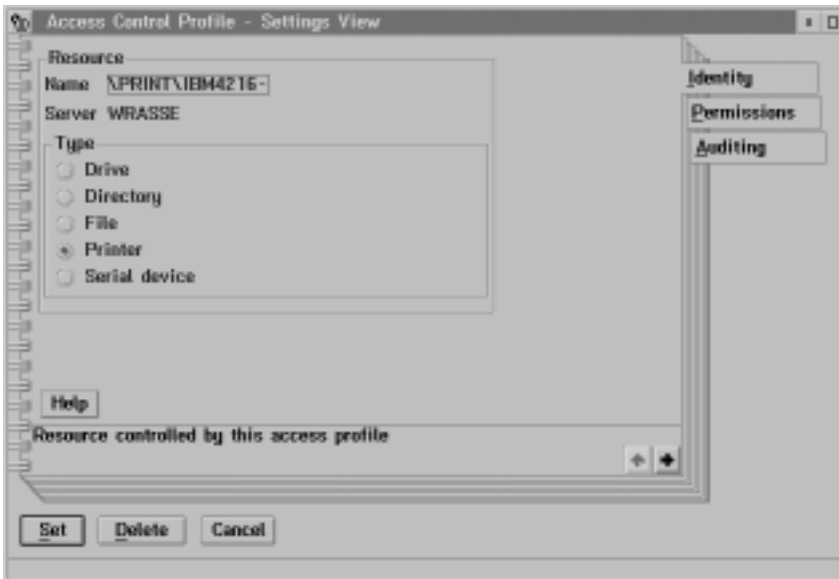 Access Control Profile - Settings View
Resource
Name \PRINT\IBM4216-
Server WRASSE
Type
Drive
Directory
File
Printer
Serial device
Identity
Permissions
Auditing
Help
Resource controlled by this access profile
Set
Delete
Cancel